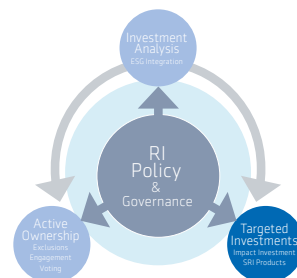 Investment
Analysis
ESG Integration
RI
Policy
&
Governance
Active
Ownership
Exclusions
Engagement
Voting
Targeted
Investments
Impact Investment
SRI Products